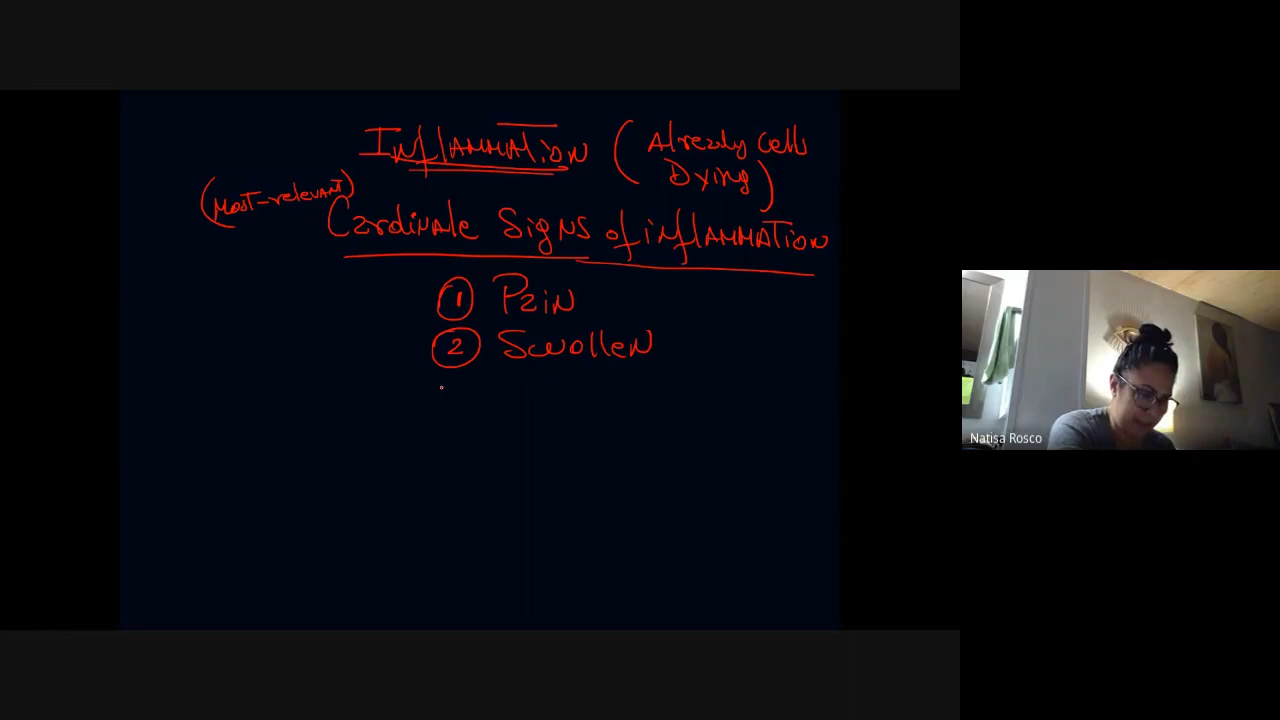 Inflammation (Already cells
Dying)
(Most-relevant)
Cardinale Signs of inflammation
1 Pain
2 Swollen
Natisa Rosco